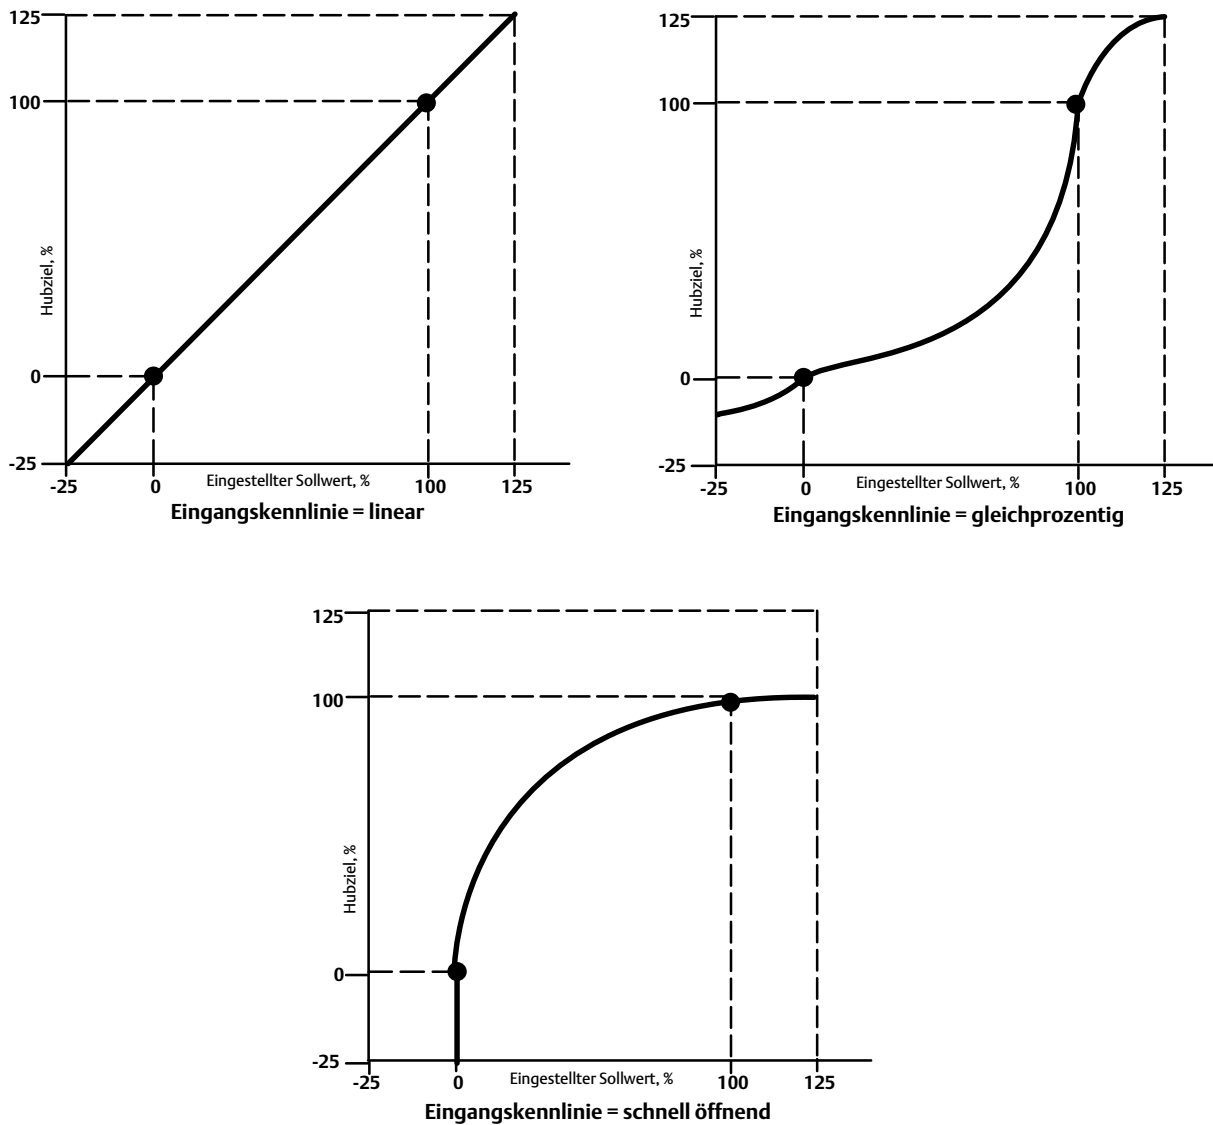 125
100
Hubziel, %
0
-25
-25 0 Eingestellter Sollwert, % 100 125
Eingangskennlinie = linear
125
100
Hubziel, %
0
-25
-25 0 Eingestellter Sollwert, % 100 125
Eingangskennlinie = gleichprozentig
125
100
Hubziel, %
0
-25
-25 0 Eingestellter Sollwert, % 100 125
Eingangskennlinie = schnell öffnend